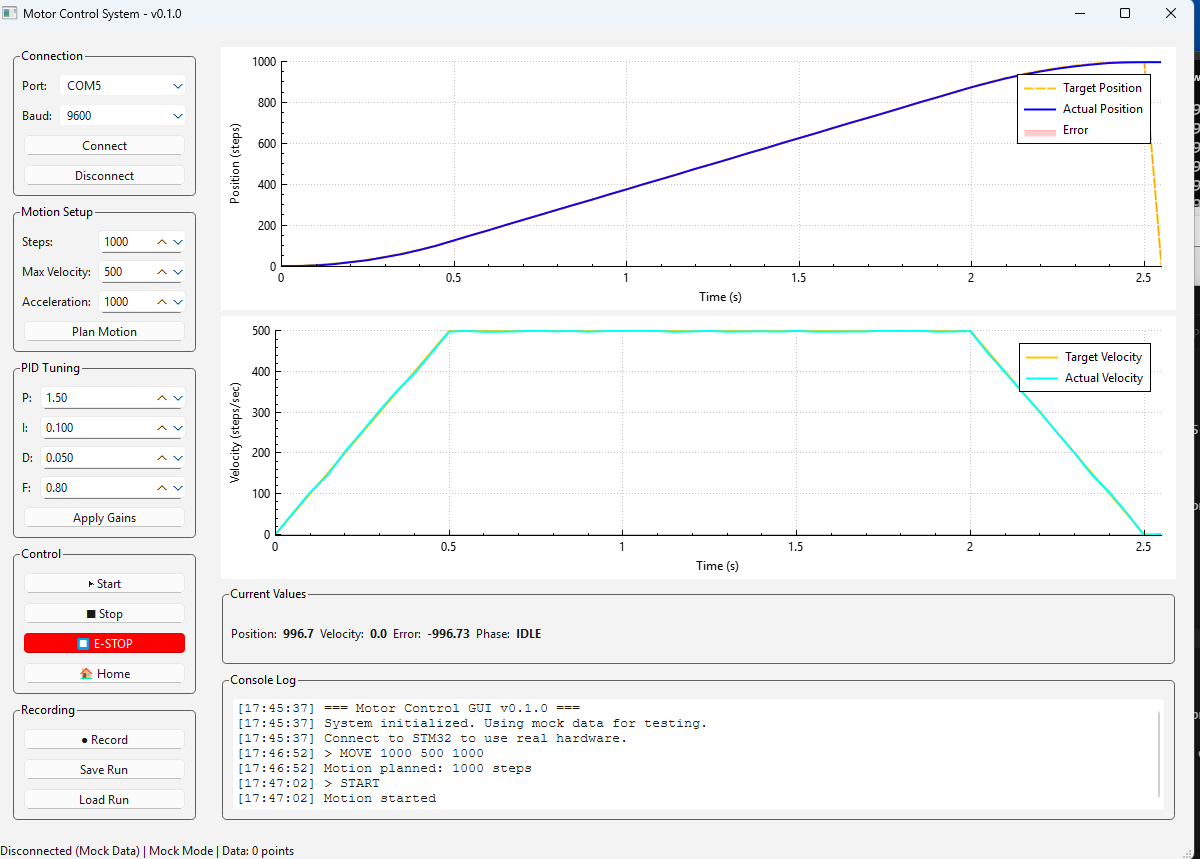 Motor Control System - v0.1.0
Connection
Port: COM5
Baud: 9600
Connect
Disconnect
Motion Setup
Steps: 1000
Max Velocity: 500
Acceleration: 1000
Plan Motion
PID Tuning
P: 1.50
I: 0.100
D: 0.050
F: 0.80
Apply Gains
Control
Start
Stop
E-STOP
Home
Recording
Record
Save Run
Load Run
1000
800
600
400
200
0
Position (steps)
0 0.5 1 1.5 2 2.5
Time (s)
Target Position
Actual Position
Error
500
400
300
200
100
0
Velocity (steps/sec)
0 0.5 1 1.5 2 2.5
Time (s)
Target Velocity
Actual Velocity
Current Values
Position: 996.7 Velocity: 0.0 Error: -996.73 Phase: IDLE
Console Log
[17:45:37] === Motor Control GUI v0.1.0 ===
[17:45:37] System initialized. Using mock data for testing.
[17:45:37] Connect to STM32 to use real hardware.
[17:46:52] > MOVE 1000 500 1000
[17:46:52] Motion planned: 1000 steps
[17:47:02] > START
[17:47:02] Motion started
Disconnected (Mock Data) | Mock Mode | Data: 0 points